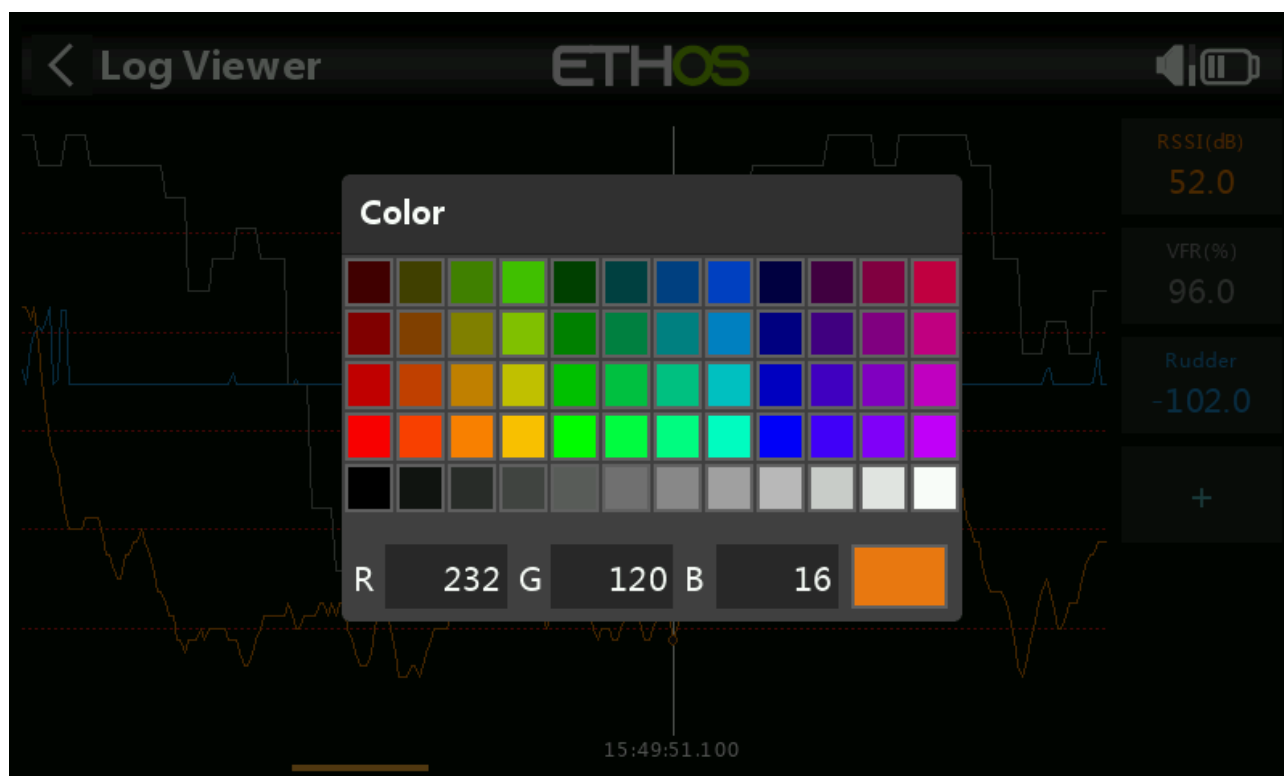 Log Viewer
ETHOS
RSSI(dB)
52.0
VFR(%)
96.0
Rudder
-102.0
+
Color
R 232 G 120 B 16
15:49:51.100